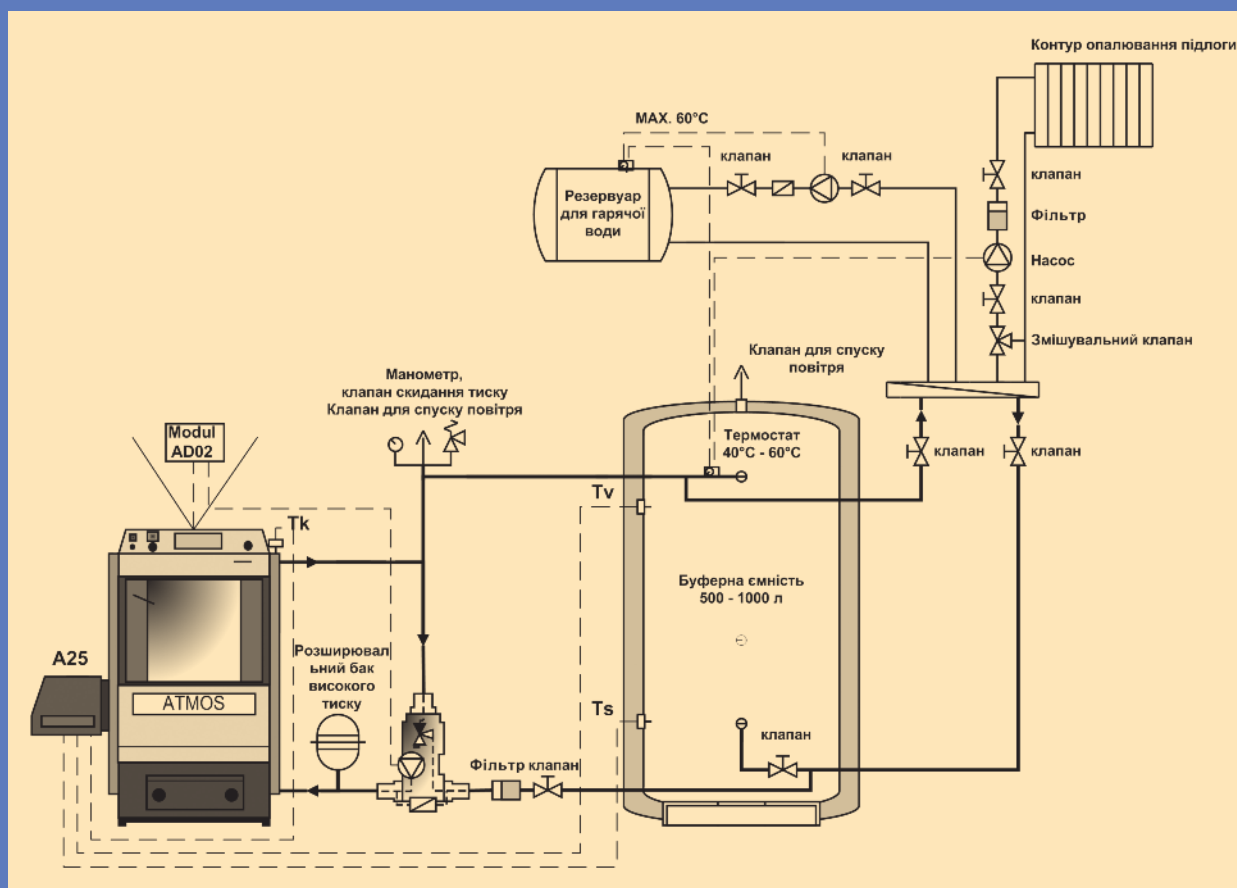 Контур опалювання підлоги
MAX. 60°C
клапан
клапан
клапан
Резервуар
для гарячої
води
Фільтр
Насос
клапан
Змішувальний клапан
Клапан для спуску
повітря
Манометр,
клапан скидання тиску
Клапан для спуску повітря
Modul
AD02
Термостат
40°C - 60°C
клапан
клапан
Tv
Tk
Буферна ємність
500 - 1000 л
A25
Розширювал
ьний бак
високого
тиску
ATMOS
Ts
клапан
Фільтр
клапан